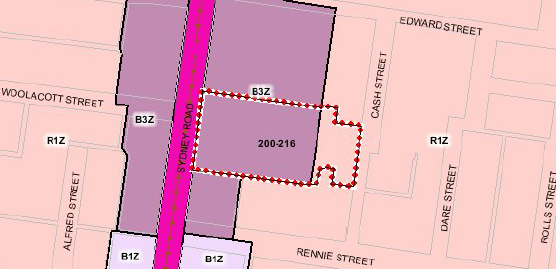 EDWARD STREET
CASH STREET
B3Z
WOOLACOTT STREET
B3Z
SYDNEY ROAD
R1Z
200-216
R1Z
ALFRED STREET
DARE STREET
ROLLS STREET
RENNIE STREET
B1Z
B1Z